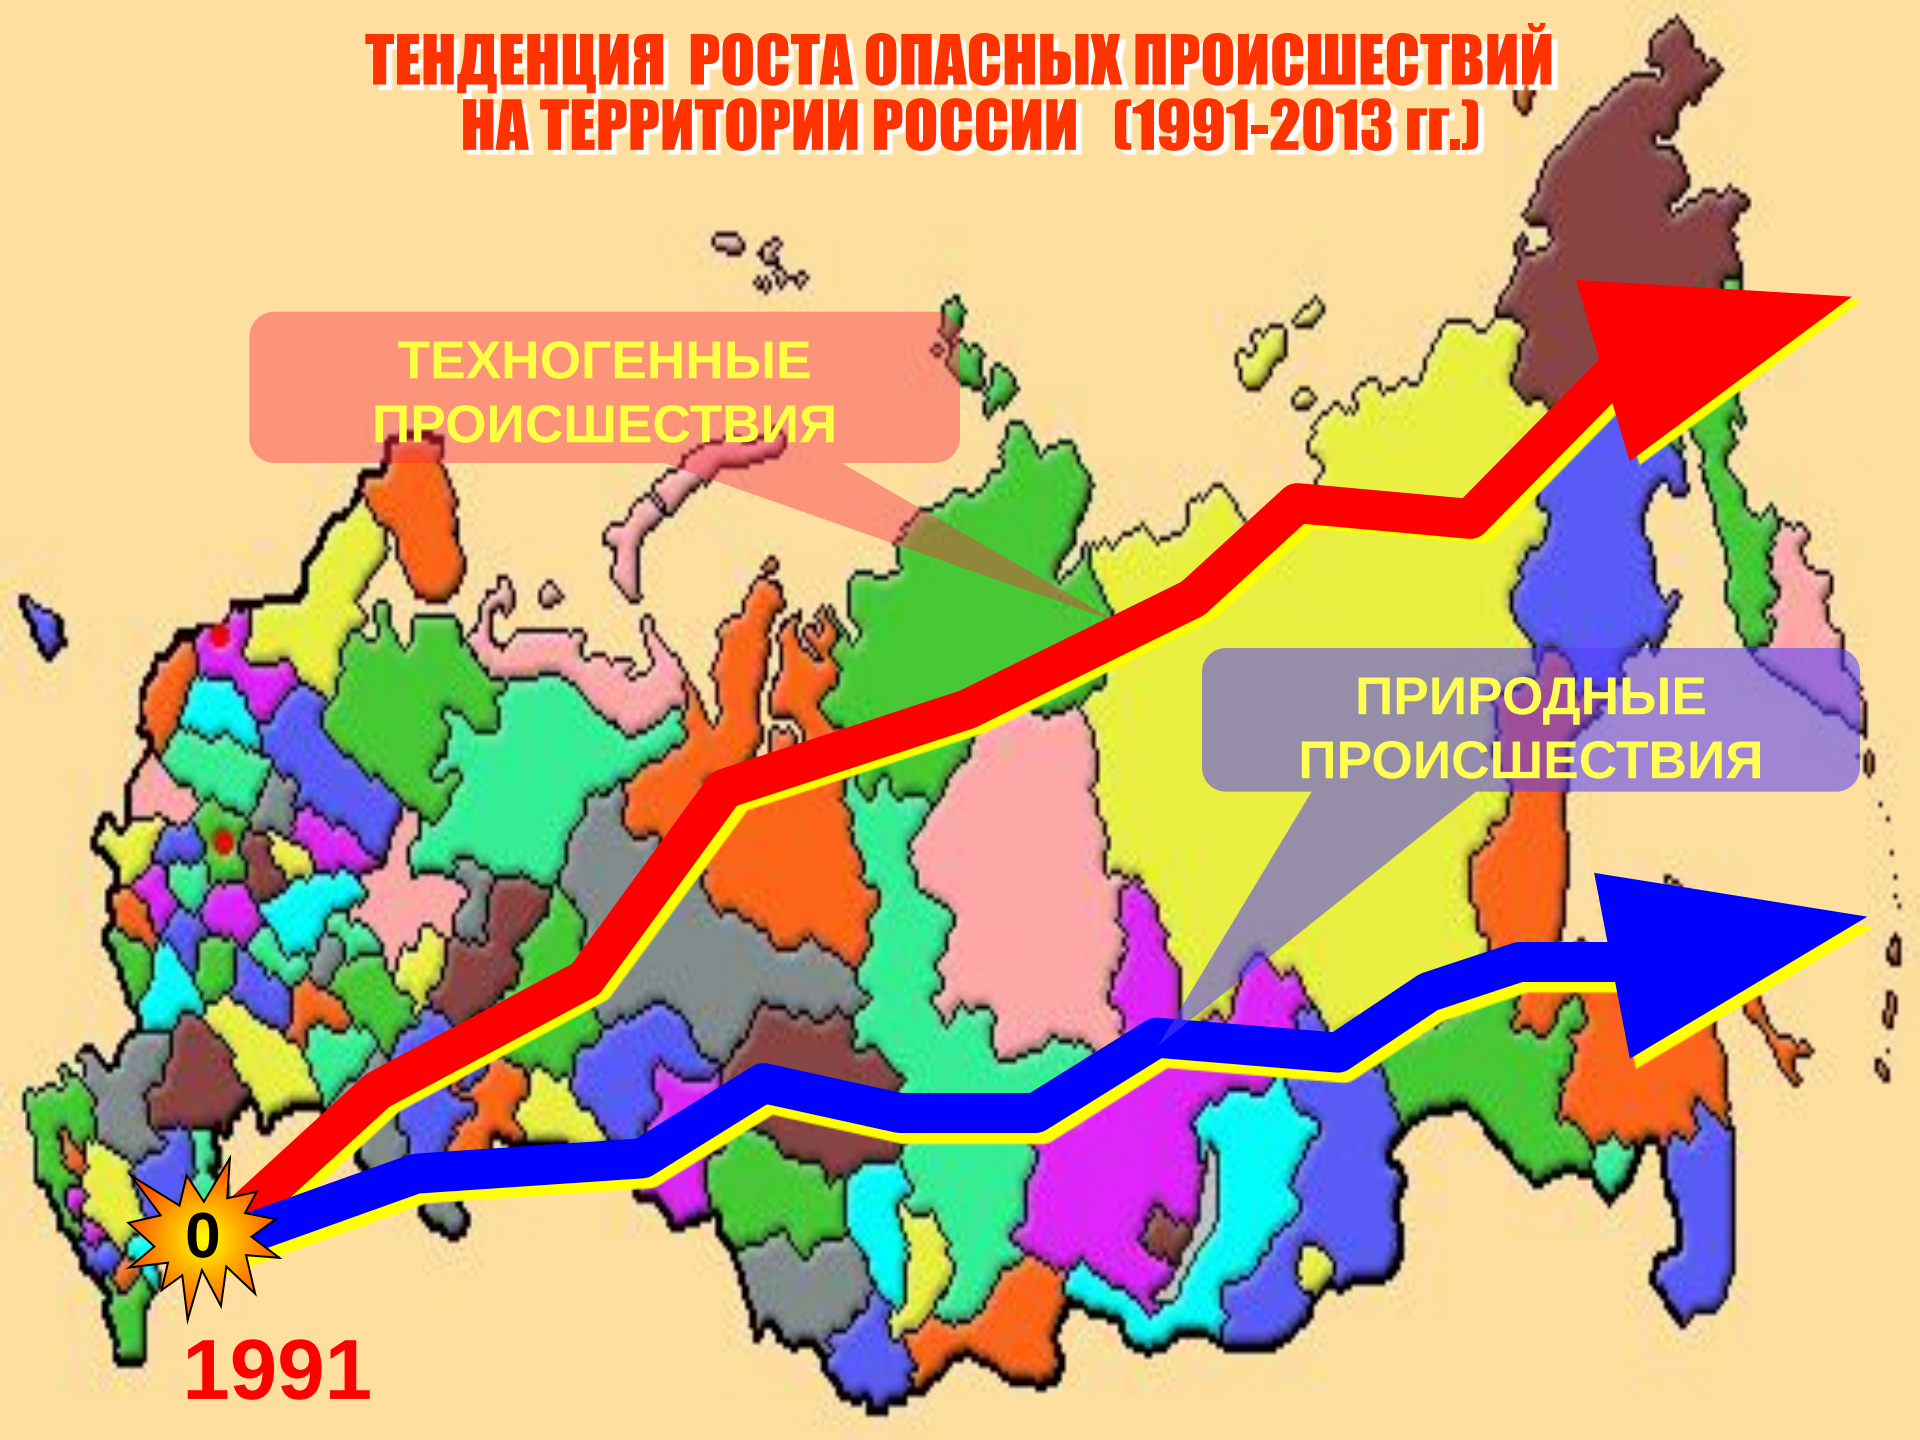 ТЕНДЕНЦИЯ РОСТА ОПАСНЫХ ПРОИСШЕСТВИЙ
НА ТЕРРИТОРИИ РОССИИ (1991-2013 гг.)
ТЕХНОГЕННЫЕ
ПРОИСШЕСТВИЯ
ПРИРОДНЫЕ
ПРОИСШЕСТВИЯ
0
1991